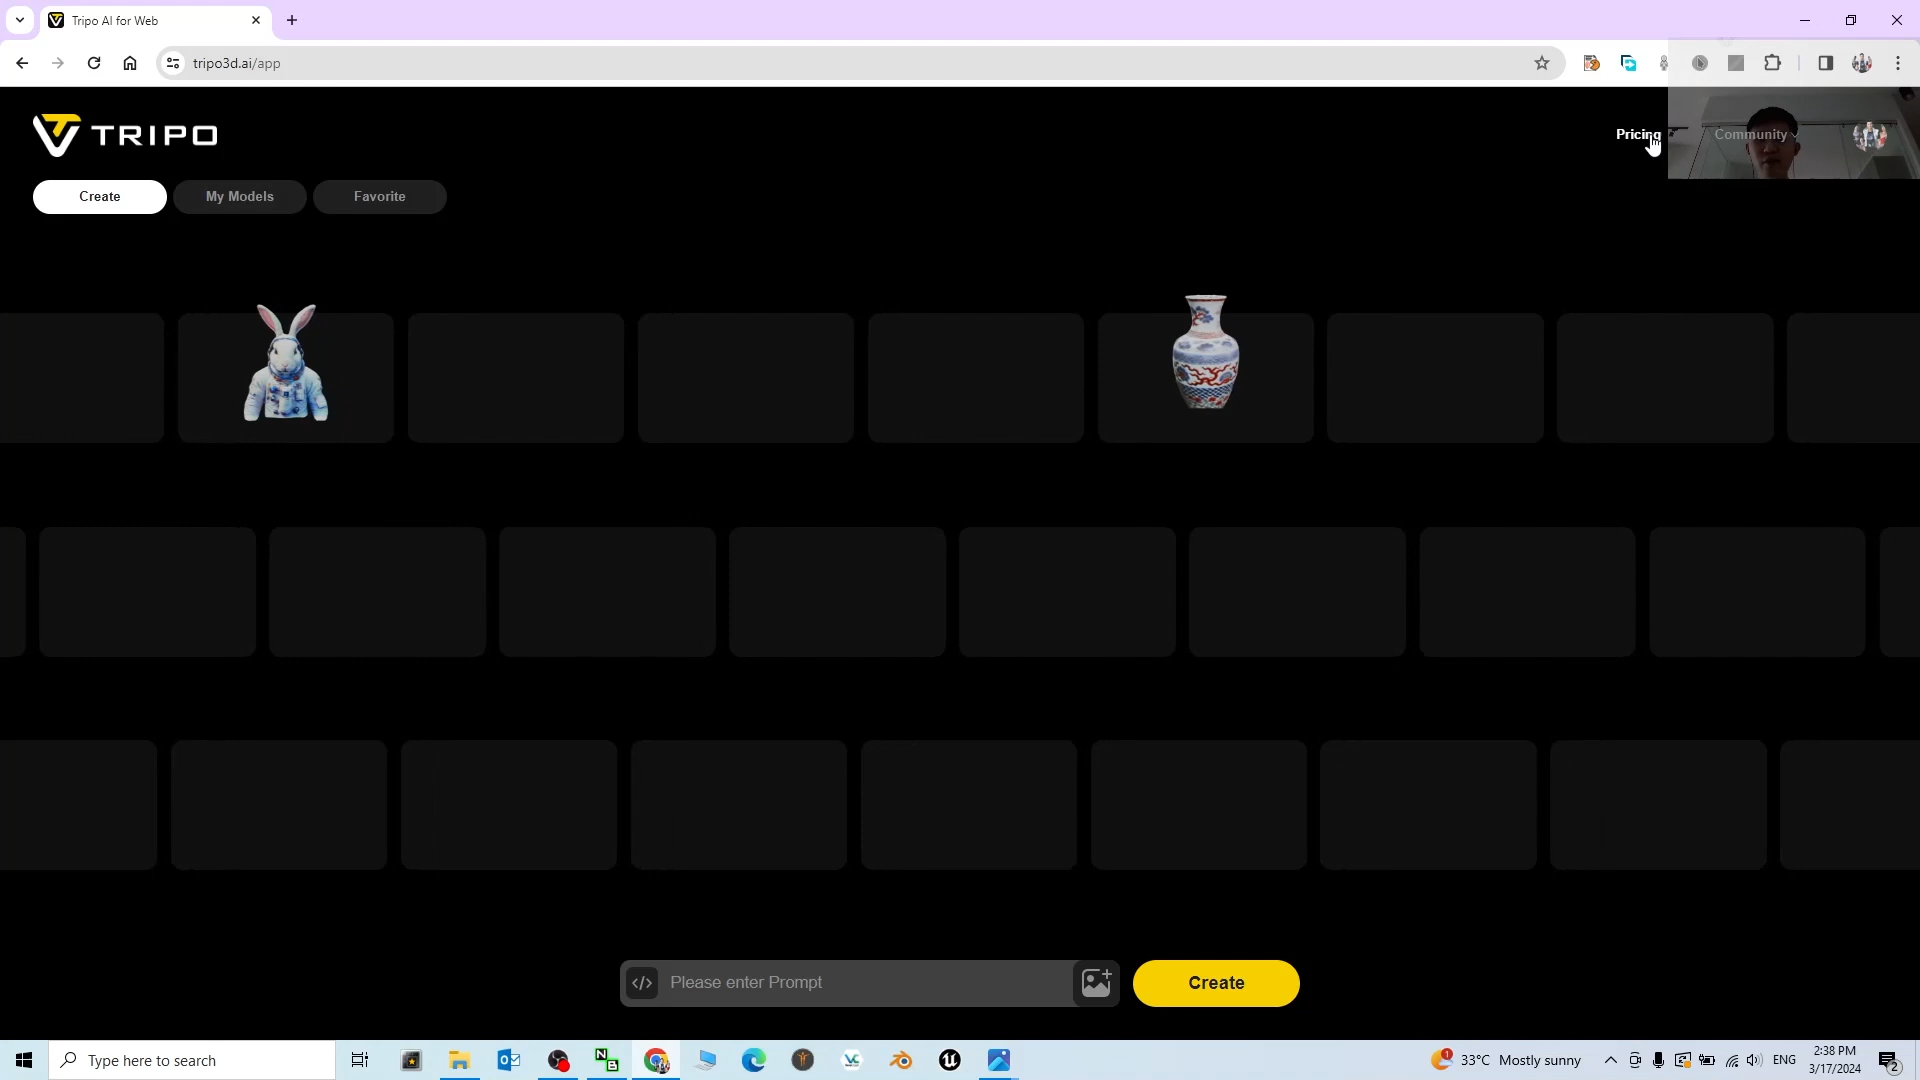 Tripo AI for Web
tripo3d.ai/app
TRIPO
Pricing
Community
Create
My Models
Favorite
</> Please enter Prompt
Create
Type here to search
33°C Mostly sunny
ENG
2:38 PM
3/17/2024